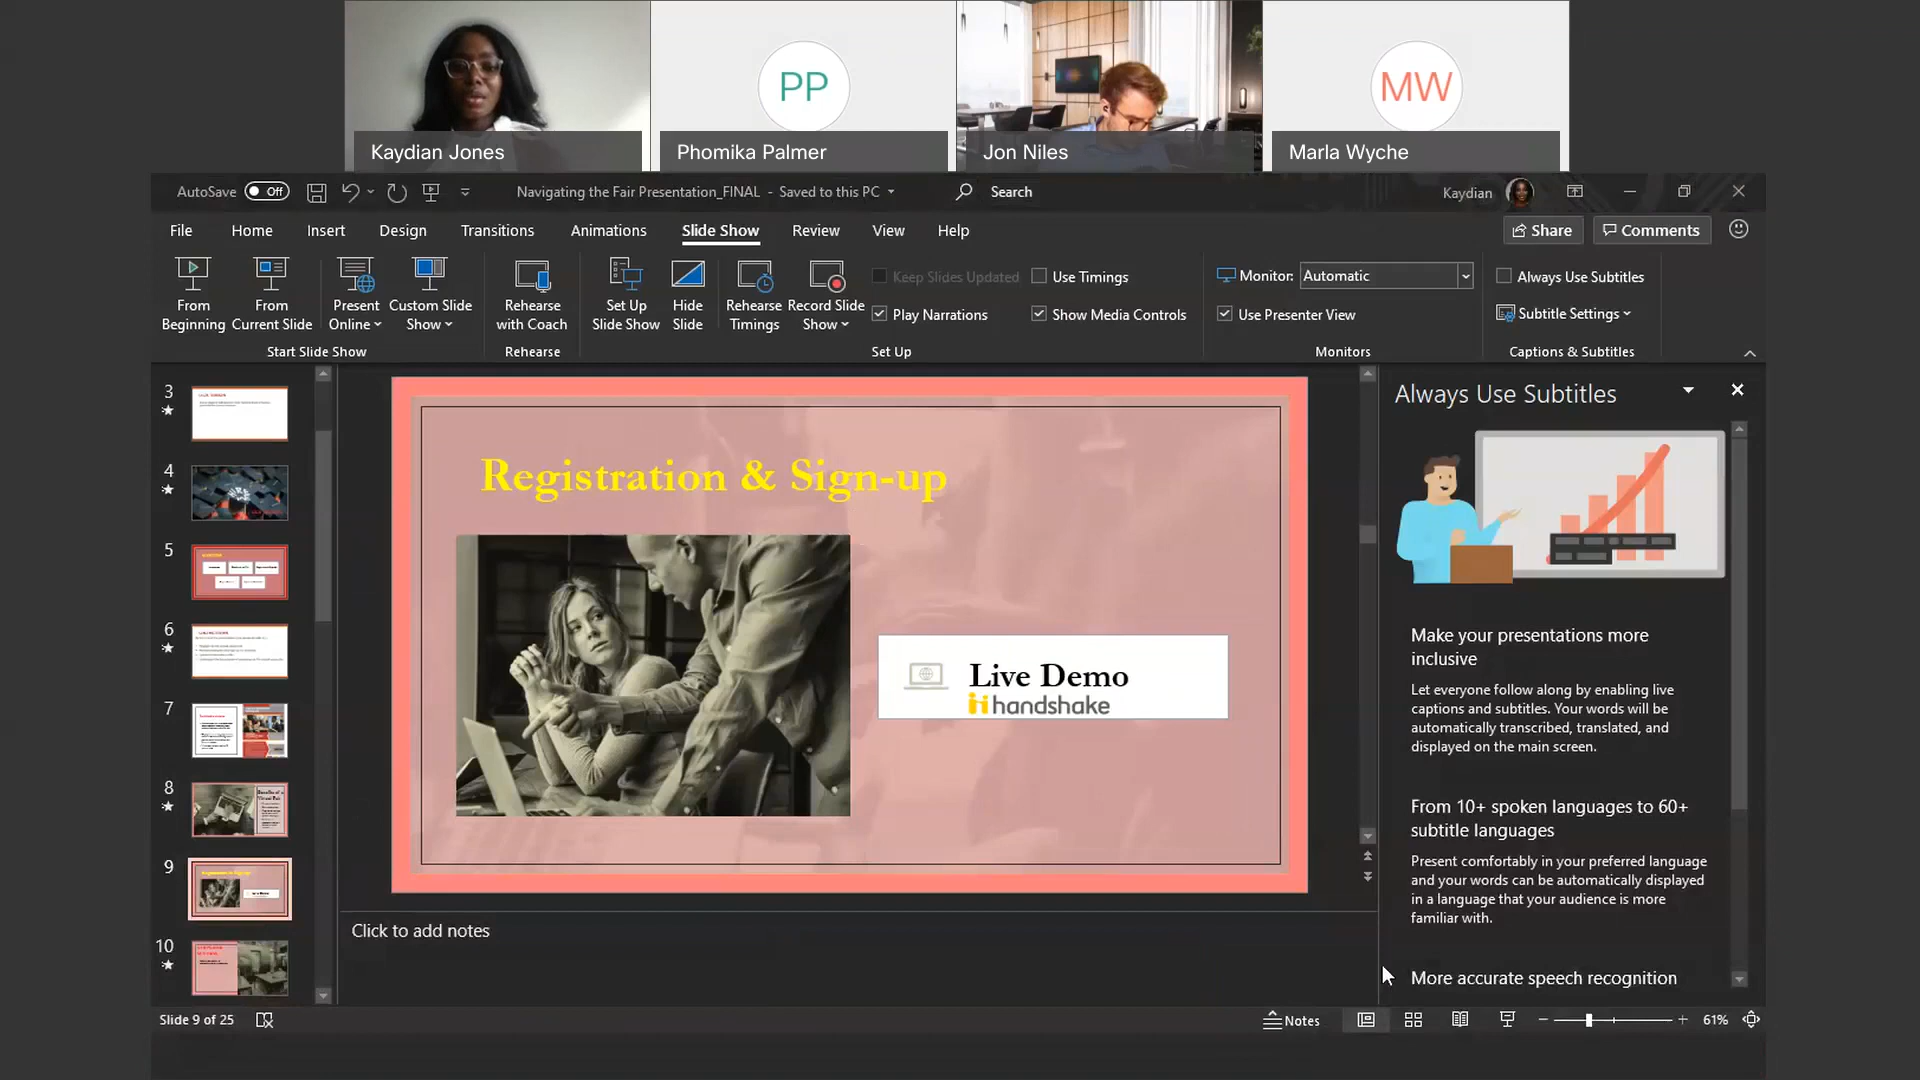 PP
MW
Kaydian Jones
Phomika Palmer
Jon Niles
Marla Wyche
AutoSave
Off
Navigating the Fair Presentation_FINAL - Saved to this PC
Search
Kaydian
File
Home
Insert
Design
Transitions
Animations
Slide Show
Review
View
Help
Share
Comments
From
Beginning
From
Current Slide
Present
Online
Custom Slide
Show
Rehearse
with Coach
Set Up
Slide Show
Hide
Slide
Rehearse
Timings
Record Slide
Show
Keep Slides Updated
Play Narrations
Use Timings
Show Media Controls
Monitor:
Automatic
Use Presenter View
Always Use Subtitles
Subtitle Settings
Start Slide Show
Rehearse
Set Up
Monitors
Captions & Subtitles
3
4
5
6
7
8
9
10
Registration & Sign-up
Live Demo
handshake
Click to add notes
Always Use Subtitles
Make your presentations more
inclusive
Let everyone follow along by enabling live
captions and subtitles. Your words will be
automatically transcribed, translated, and
displayed on the main screen.
From 10+ spoken languages to 60+
subtitle languages
Present comfortably in your preferred language
and your words can be automatically displayed
in a language that your audience is more
familiar with.
More accurate speech recognition
Slide 9 of 25
Notes
61%